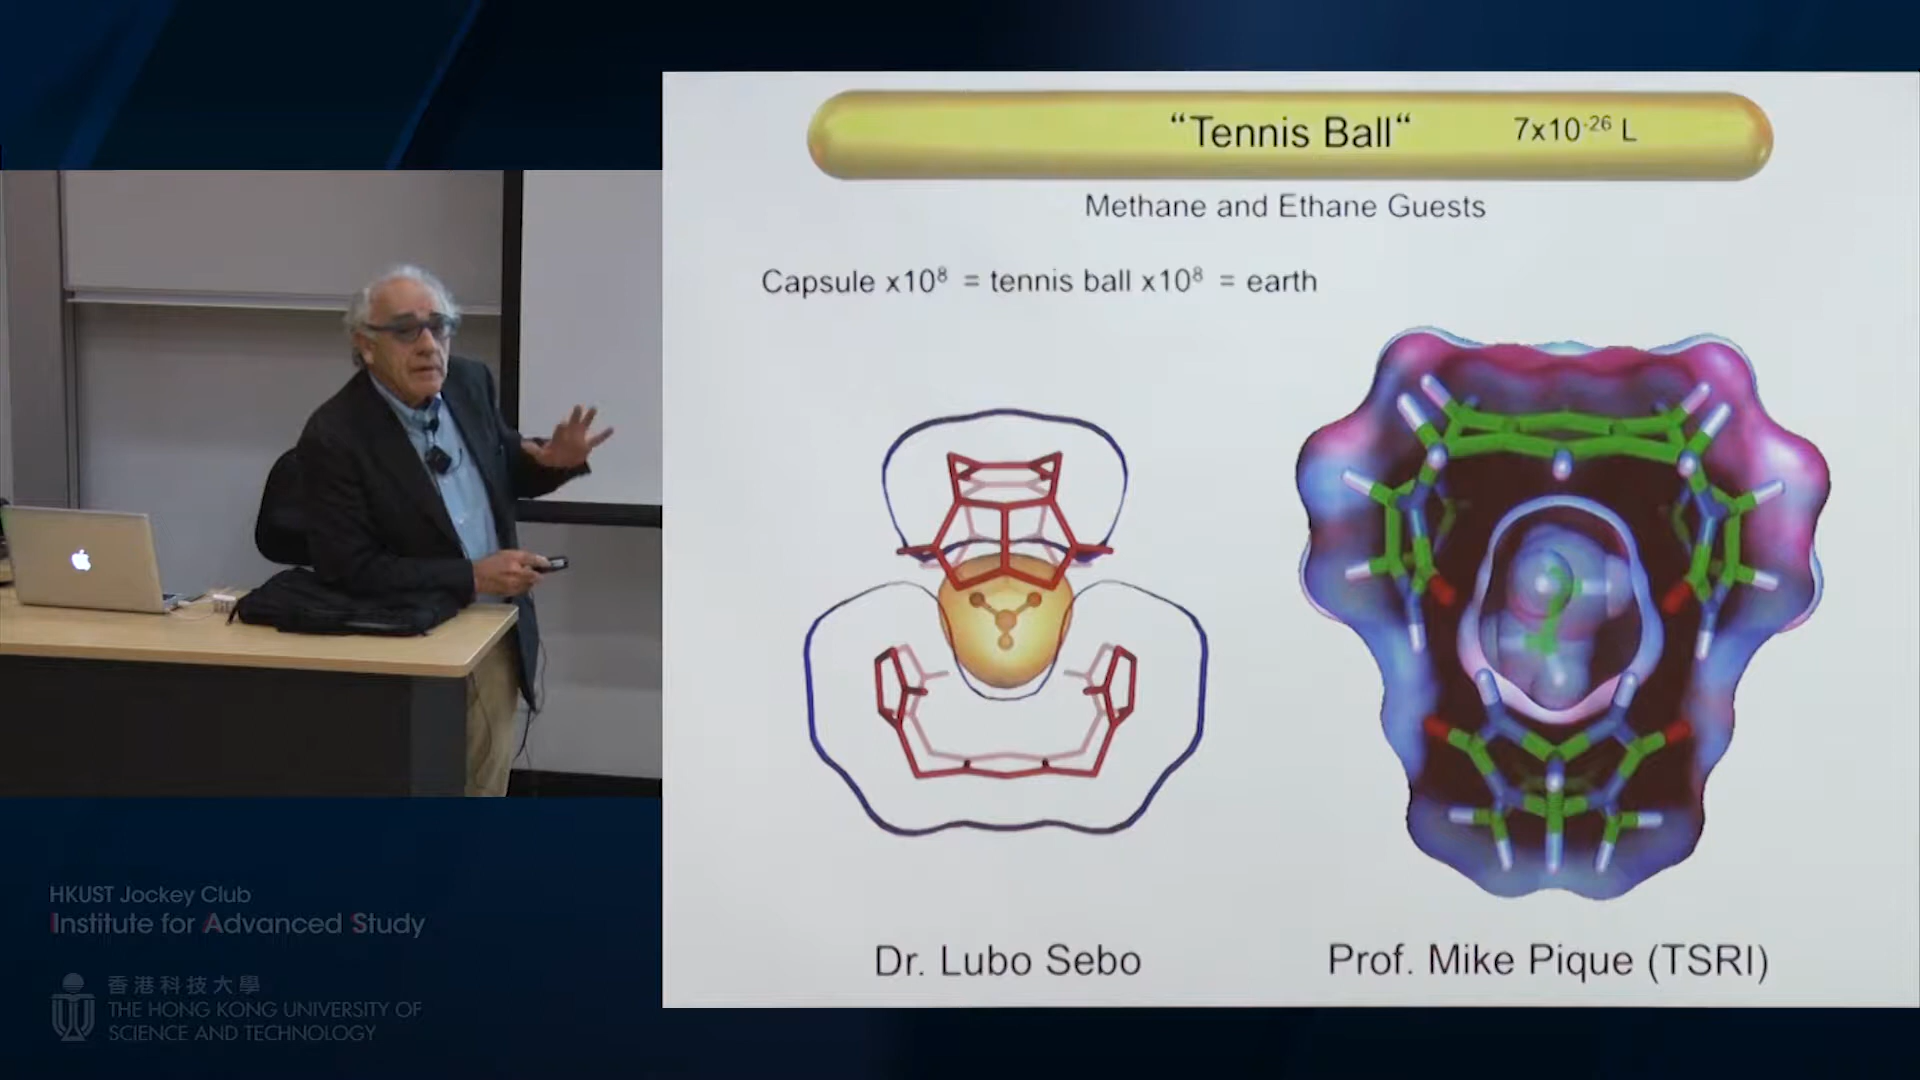 “Tennis Ball“ 7x10⁻²⁶ L
Methane and Ethane Guests
Capsule x10⁸ = tennis ball x10⁸ = earth
Dr. Lubo Sebo
Prof. Mike Pique (TSRI)
HKUST Jockey Club
Institute for Advanced Study
香港科技大學
THE HONG KONG UNIVERSITY OF
SCIENCE AND TECHNOLOGY